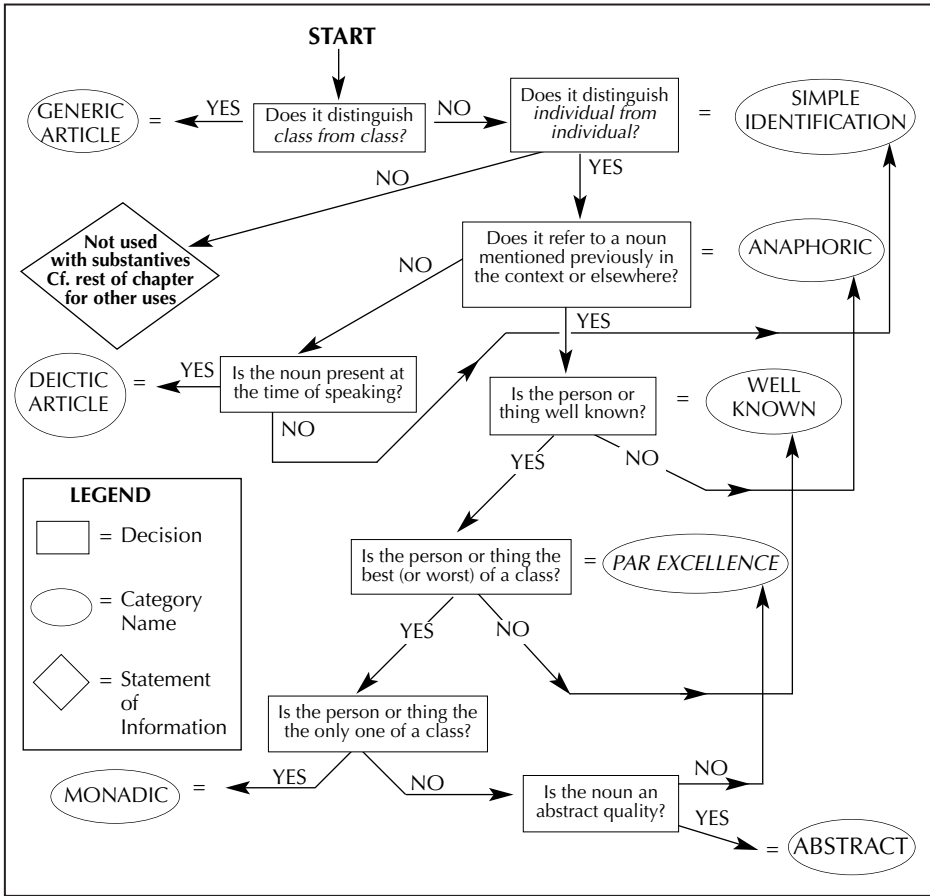 START
GENERIC
ARTICLE
=
YES
Does it distinguish
class from class?
NO
Does it distinguish
individual from
individual?
=
SIMPLE
IDENTIFICATION
NO
YES
Not used
with substantives
Cf. rest of chapter
for other uses
NO
Does it refer to a noun
mentioned previously in
the context or elsewhere?
=
ANAPHORIC
YES
DEICTIC
ARTICLE
=
YES
Is the noun present at
the time of speaking?
NO
Is the person or
thing well known?
=
WELL
KNOWN
YES
NO
LEGEND
= Decision
= Category
Name
= Statement
of
Information
Is the person or thing the
best (or worst) of a class?
=
PAR EXCELLENCE
YES
NO
Is the person or thing the
the only one of a class?
MONADIC
=
YES
NO
Is the noun an
abstract quality?
NO
YES
=
ABSTRACT